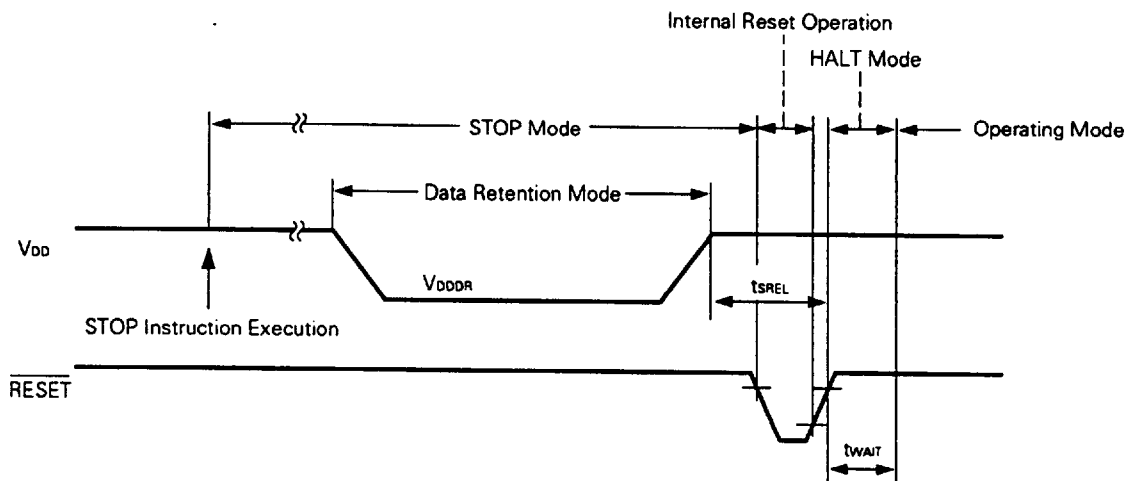 Internal Reset Operation
HALT Mode
STOP Mode
Operating Mode
Data Retention Mode
VDD
VDDDR
tSREL
STOP Instruction Execution
RESET
tWAIT